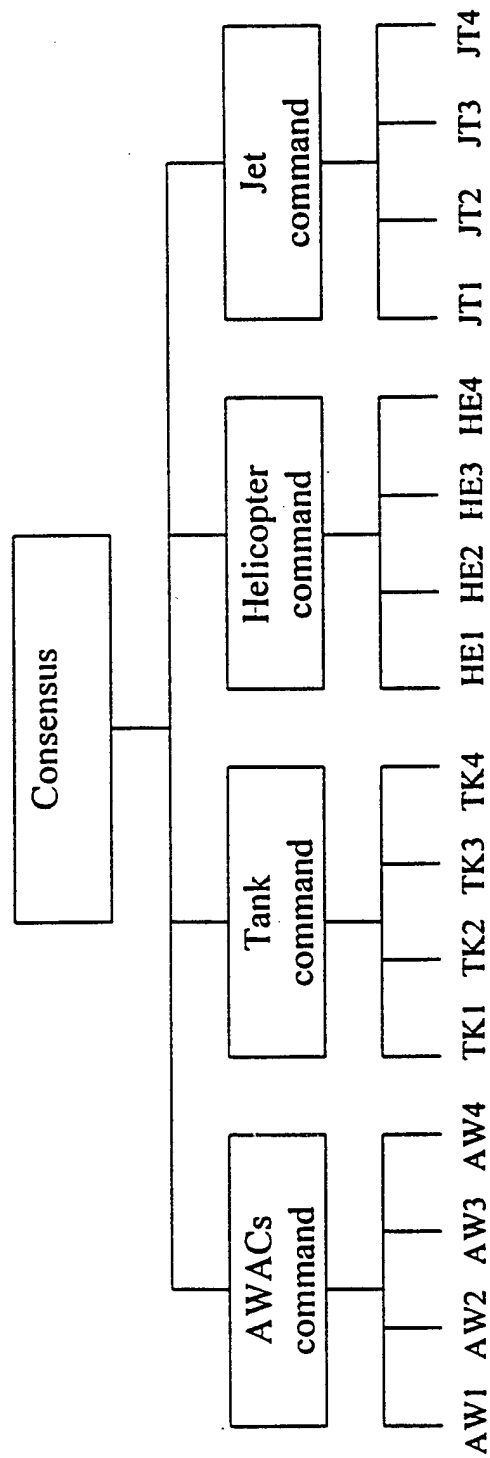 Consensus
AWACs
command
Tank
command
Helicopter
command
Jet
command
AW1 AW2 AW3 AW4 TK1 TK2 TK3 TK4 HE1 HE2 HE3 HE4 JT1 JT2 JT3 JT4